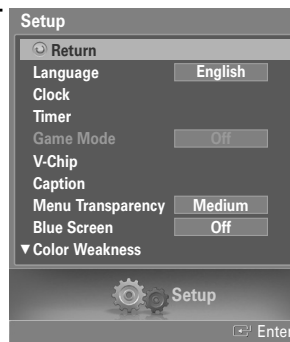 Setup
Return
Language English
Clock
Timer
Game Mode Off
V-Chip
Caption
Menu Transparency Medium
Blue Screen Off
▼ Color Weakness
Setup
Enter